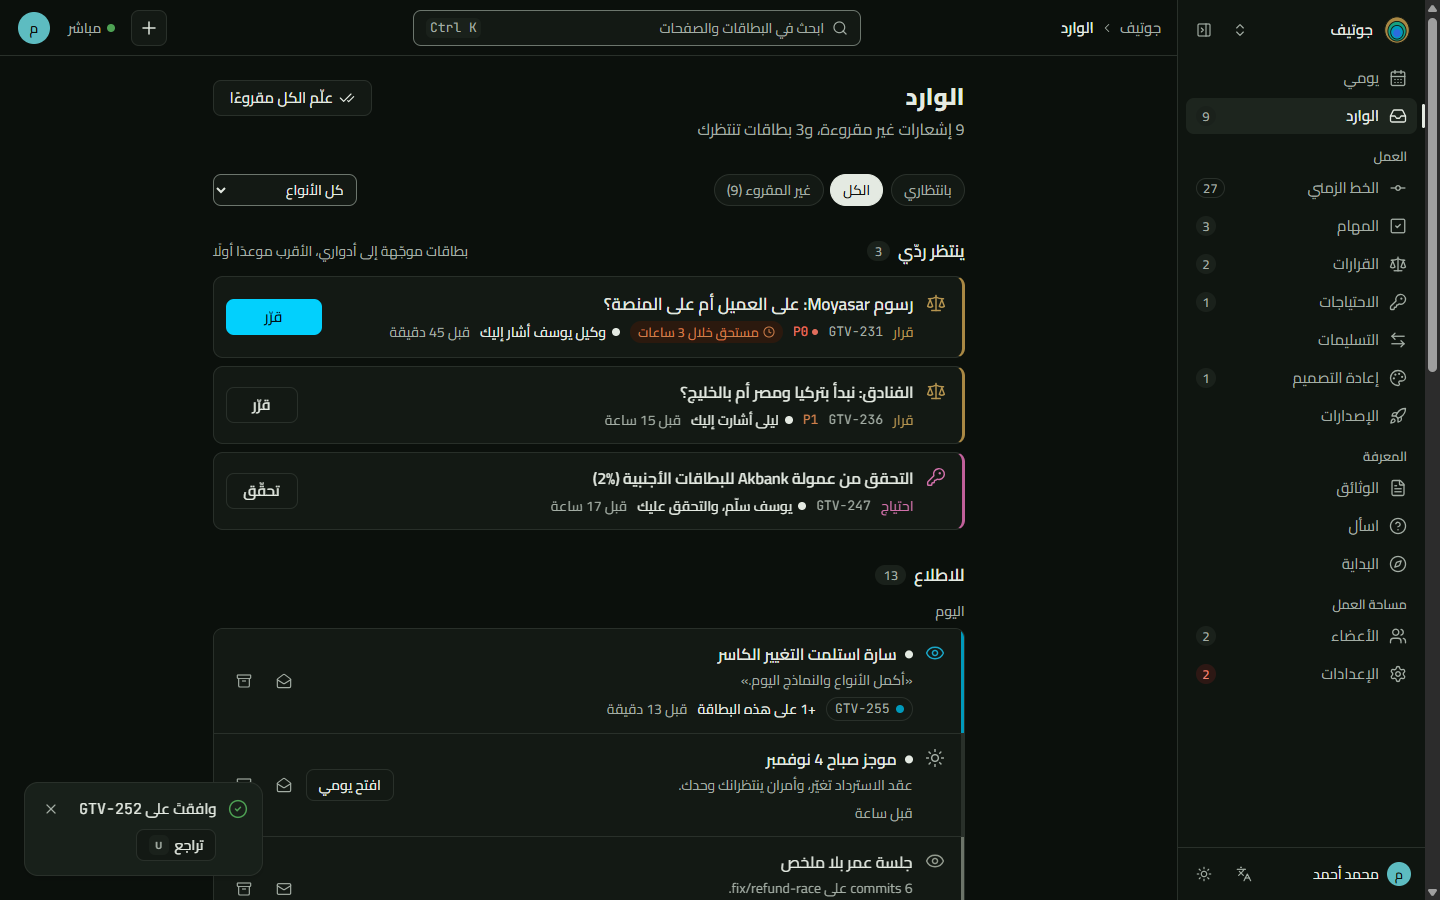 جوتيف
يومي
الوارد
9
العمل
الخط الزمني
27
المهام
3
القرارات
2
الاحتياجات
1
التسليمات
إعادة التصميم
1
الإصدارات
المعرفة
الوثائق
اسأل
البداية
مساحة العمل
الأعضاء
2
الإعدادات
2
م محمد أحمد
جوتيف الوارد
ابحث في البطاقات والصفحات Ctrl K
مباشر م
الوارد
9 إشعارات غير مقروءة، و3 بطاقات تنتظرك
علّم الكل مقروءًا
بانتظاري الكل غير المقروء (9)
كل الأنواع
ينتظر ردّي 3
بطاقات موجّهة إلى أدواري، الأقرب موعدًا أولًا
رسوم Moyasar: على العميل أم على المنصة؟
قرار GTV-231 P0 مستحق خلال 3 ساعات وكيل يوسف أشار إليك قبل 45 دقيقة
قرّر
الفنادق: نبدأ بتركيا ومصر أم بالخليج؟
قرار GTV-236 P1 ليلى أشارت إليك قبل 15 ساعة
قرّر
التحقق من عمولة Akbank للبطاقات الأجنبية (2%)
احتياج GTV-247 يوسف سلّم، والتحقق عليك قبل 17 ساعة
تحقّق
للاطلاع 13
اليوم
سارة استلمت التغيير الكاسر
«أكمل الأنواع والنماذج اليوم.»
GTV-255 +1 على هذه البطاقة قبل 13 دقيقة
موجز صباح 4 نوفمبر
عقد الاسترداد تغيّر، وأمران ينتظرانك وحدك.
قبل ساعة
افتح يومي
جلسة عمر بلا ملخص
6 commits على fix/refund-race.
وافقتَ على GTV-252
تراجع U